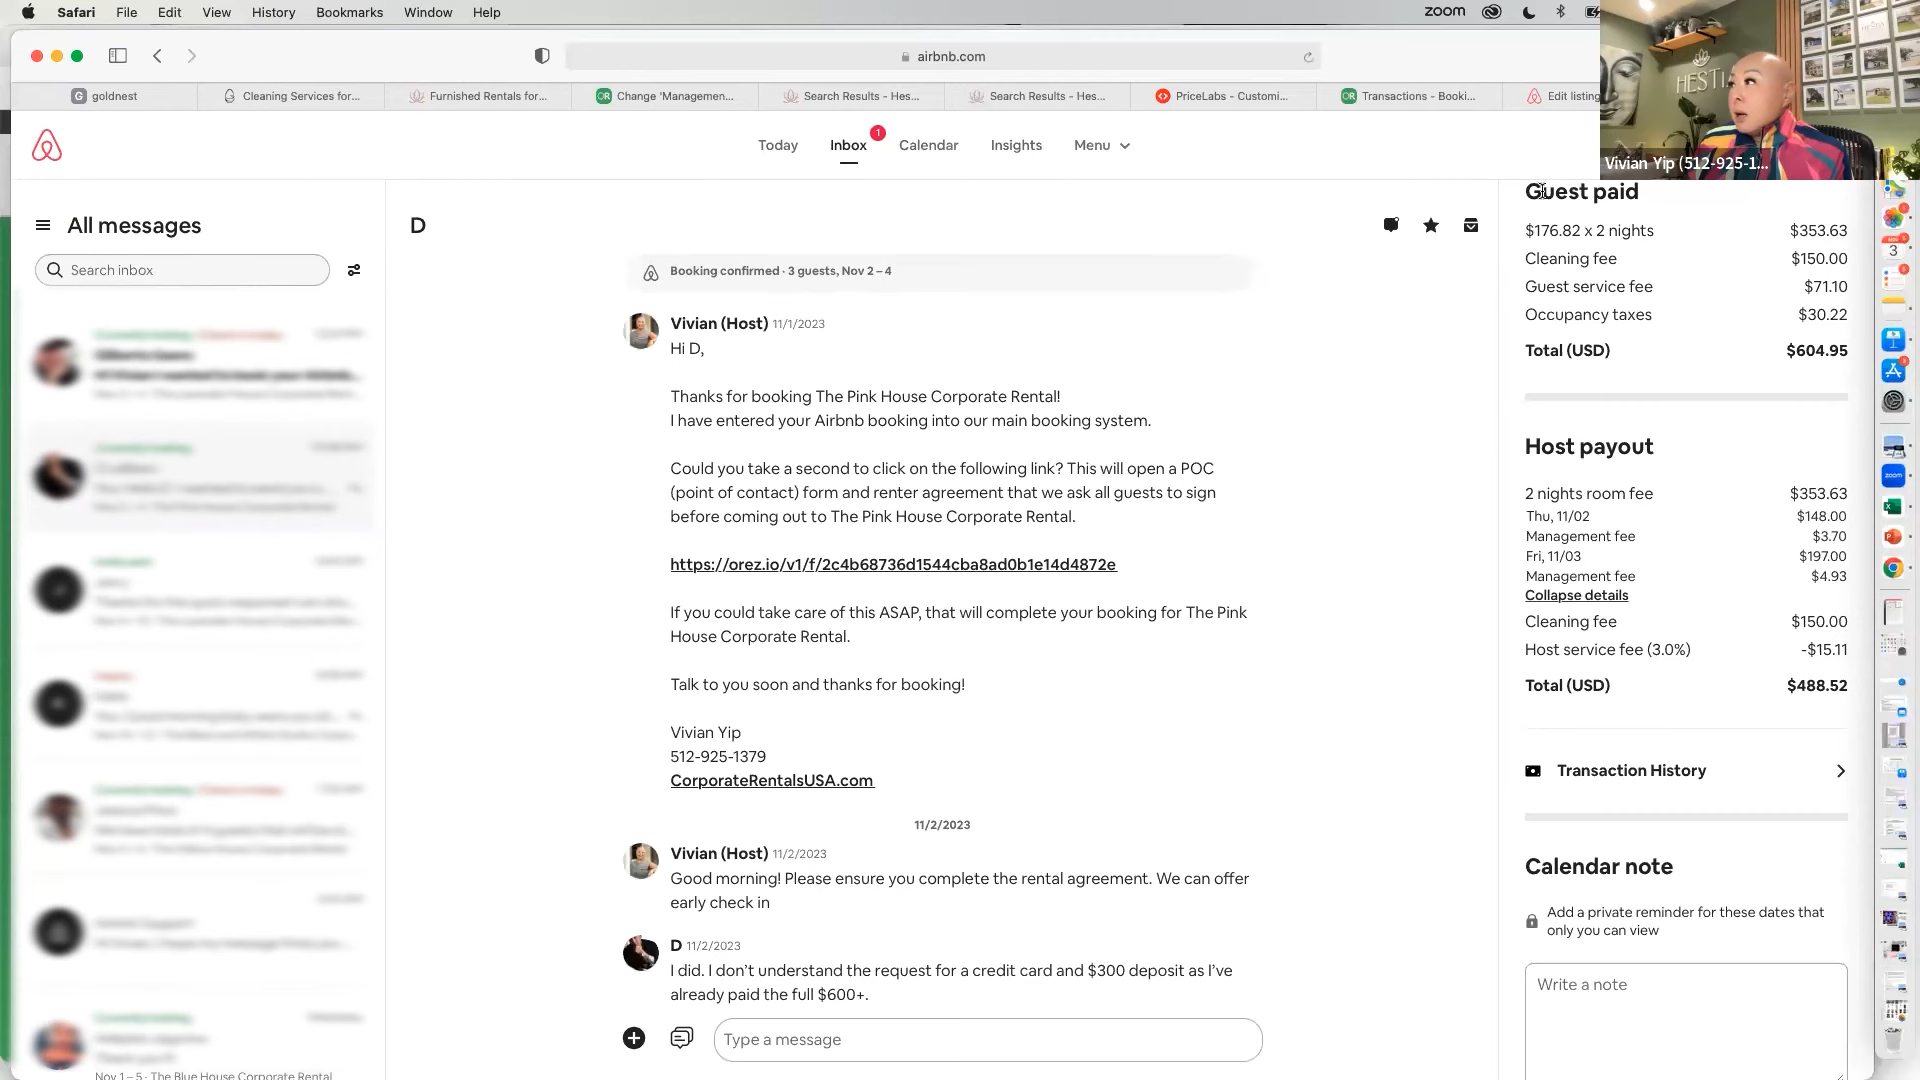 Safari File Edit View History Bookmarks Window Help
zoom
airbnb.com
goldnest
Cleaning Services for...
Furnished Rentals for...
OR Change 'Managemen...
Search Results - Hes...
Search Results - Hes...
PriceLabs - Customi...
OR Transactions - Booki...
Edit listing
HESTIA
Vivian Yip (512-925-1...
Today Inbox 1 Calendar Insights Menu
All messages
Search inbox
Nov 1 – 5 · The Blue House Corporate Rental
D
Booking confirmed · 3 guests, Nov 2 – 4
Vivian (Host) 11/1/2023
Hi D,
Thanks for booking The Pink House Corporate Rental!
I have entered your Airbnb booking into our main booking system.
Could you take a second to click on the following link? This will open a POC
(point of contact) form and renter agreement that we ask all guests to sign
before coming out to The Pink House Corporate Rental.
https://orez.io/v1/f/2c4b68736d1544cba8ad0b1e14d4872e
If you could take care of this ASAP, that will complete your booking for The Pink
House Corporate Rental.
Talk to you soon and thanks for booking!
Vivian Yip
512-925-1379
CorporateRentalsUSA.com
11/2/2023
Vivian (Host) 11/2/2023
Good morning! Please ensure you complete the rental agreement. We can offer
early check in
D 11/2/2023
I did. I don’t understand the request for a credit card and $300 deposit as I’ve
already paid the full $600+.
Type a message
Guest paid
$176.82 x 2 nights $353.63
Cleaning fee $150.00
Guest service fee $71.10
Occupancy taxes $30.22
Total (USD) $604.95
Host payout
2 nights room fee $353.63
Thu, 11/02 $148.00
Management fee $3.70
Fri, 11/03 $197.00
Management fee $4.93
Collapse details
Cleaning fee $150.00
Host service fee (3.0%) -$15.11
Total (USD) $488.52
Transaction History
Calendar note
Add a private reminder for these dates that
only you can view
Write a note
3
zoom